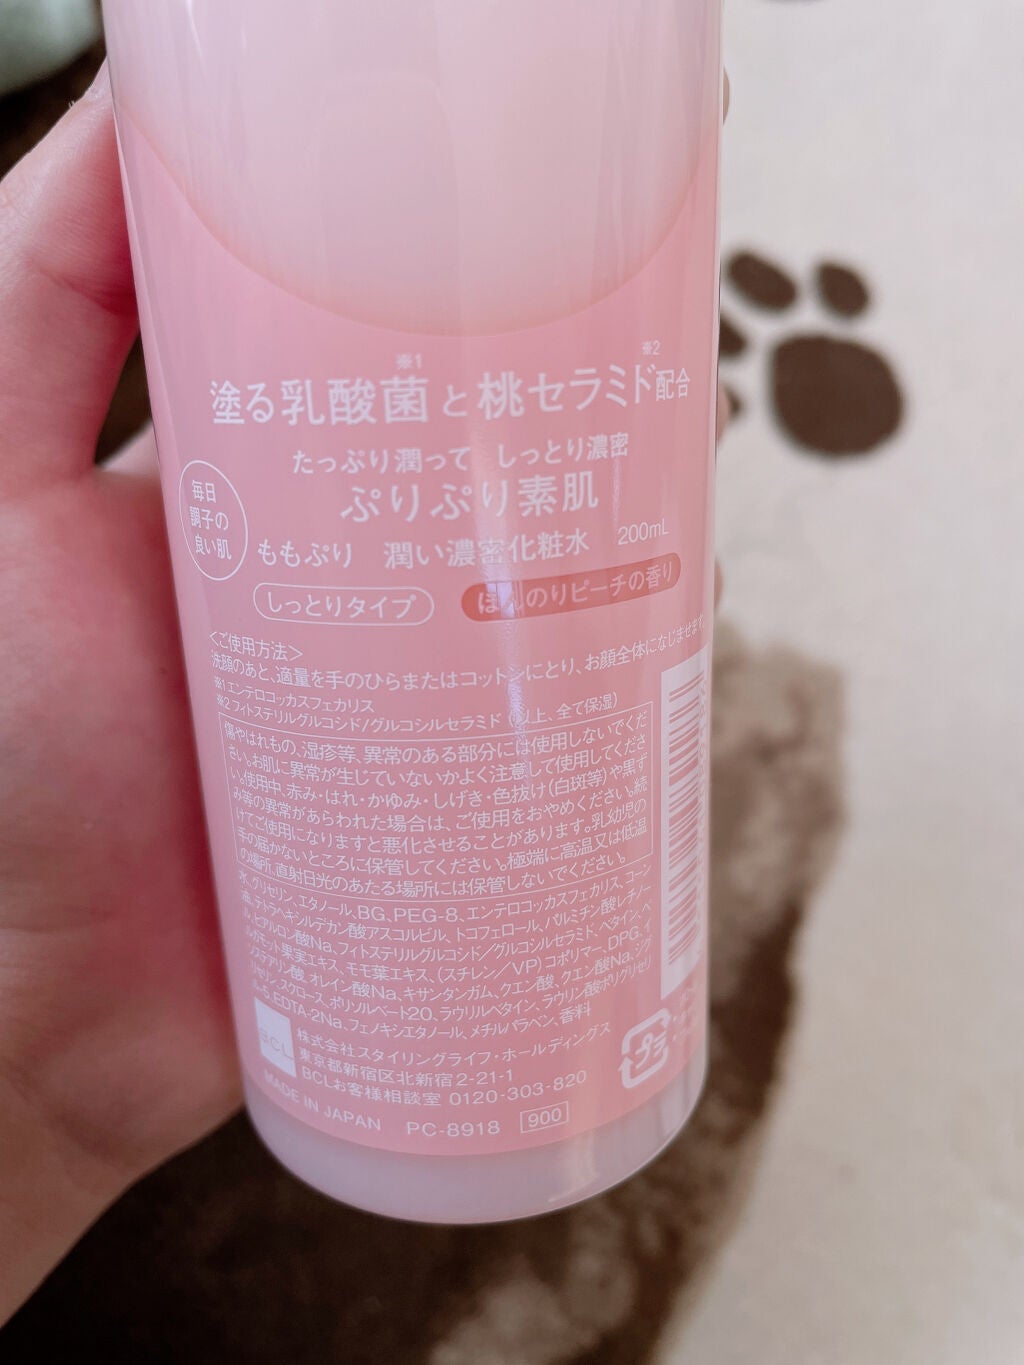 ※1 ※2
塗る乳酸菌と桃セラミド配合
たっぷり潤って しっとり濃密
ぷりぷり素肌
毎日
調子の
良い肌
ももぷり 潤い濃密化粧水 200mL
しっとりタイプ ほんのりピーチの香り
<ご使用方法>
洗顔のあと、適量を手のひらまたはコットンにとり、お顔全体になじませます。
※1 エンテロコッカスフェカリス
※2 フィトステリルグルコシド/グルコシルセラミド (以上、全て保湿)
傷やはれもの、湿疹等、異常のある部分には使用しないでくだ
さい。お肌に異常が生じていないかよく注意して使用してくださ
い。使用中、赤み・はれ・かゆみ・しげき・色抜け(白斑等)や黒ず
み等の異常があらわれた場合は、ご使用をおやめください。続
けてご使用になりますと悪化させることがあります。乳幼児の
手の届かないところに保管してください。極端に高温又は低温
の場所、直射日光のあたる場所には保管しないでください。
水、グリセリン、エタノール、BG、PEG-8、エンテロコッカスフェカリス、コーン
油、テトラヘキシルデカン酸アスコルビル、トコフェロール、パルミチン酸レチノー
ル、ヒアルロン酸Na、フィトステリルグルコシド/グルコシルセラミド、ベタイン、ベ
ルガモット果実エキス、モモ葉エキス、(スチレン/VP)コポリマー、DPG、イ
ソステアリン酸、オレイン酸Na、キサンタンガム、クエン酸、クエン酸Na、ジグ
リセリン、スクロース、ポリソルベート20、ラウリルベタイン、ラウリン酸ポリグリセリ
ル-5、EDTA-2Na、フェノキシエタノール、メチルパラベン、香料
BCL
株式会社スタイリングライフ・ホールディングス
東京都新宿区北新宿2-21-1
BCLお客様相談室 0120-303-820
プラ
MADE IN JAPAN PC-8918 900